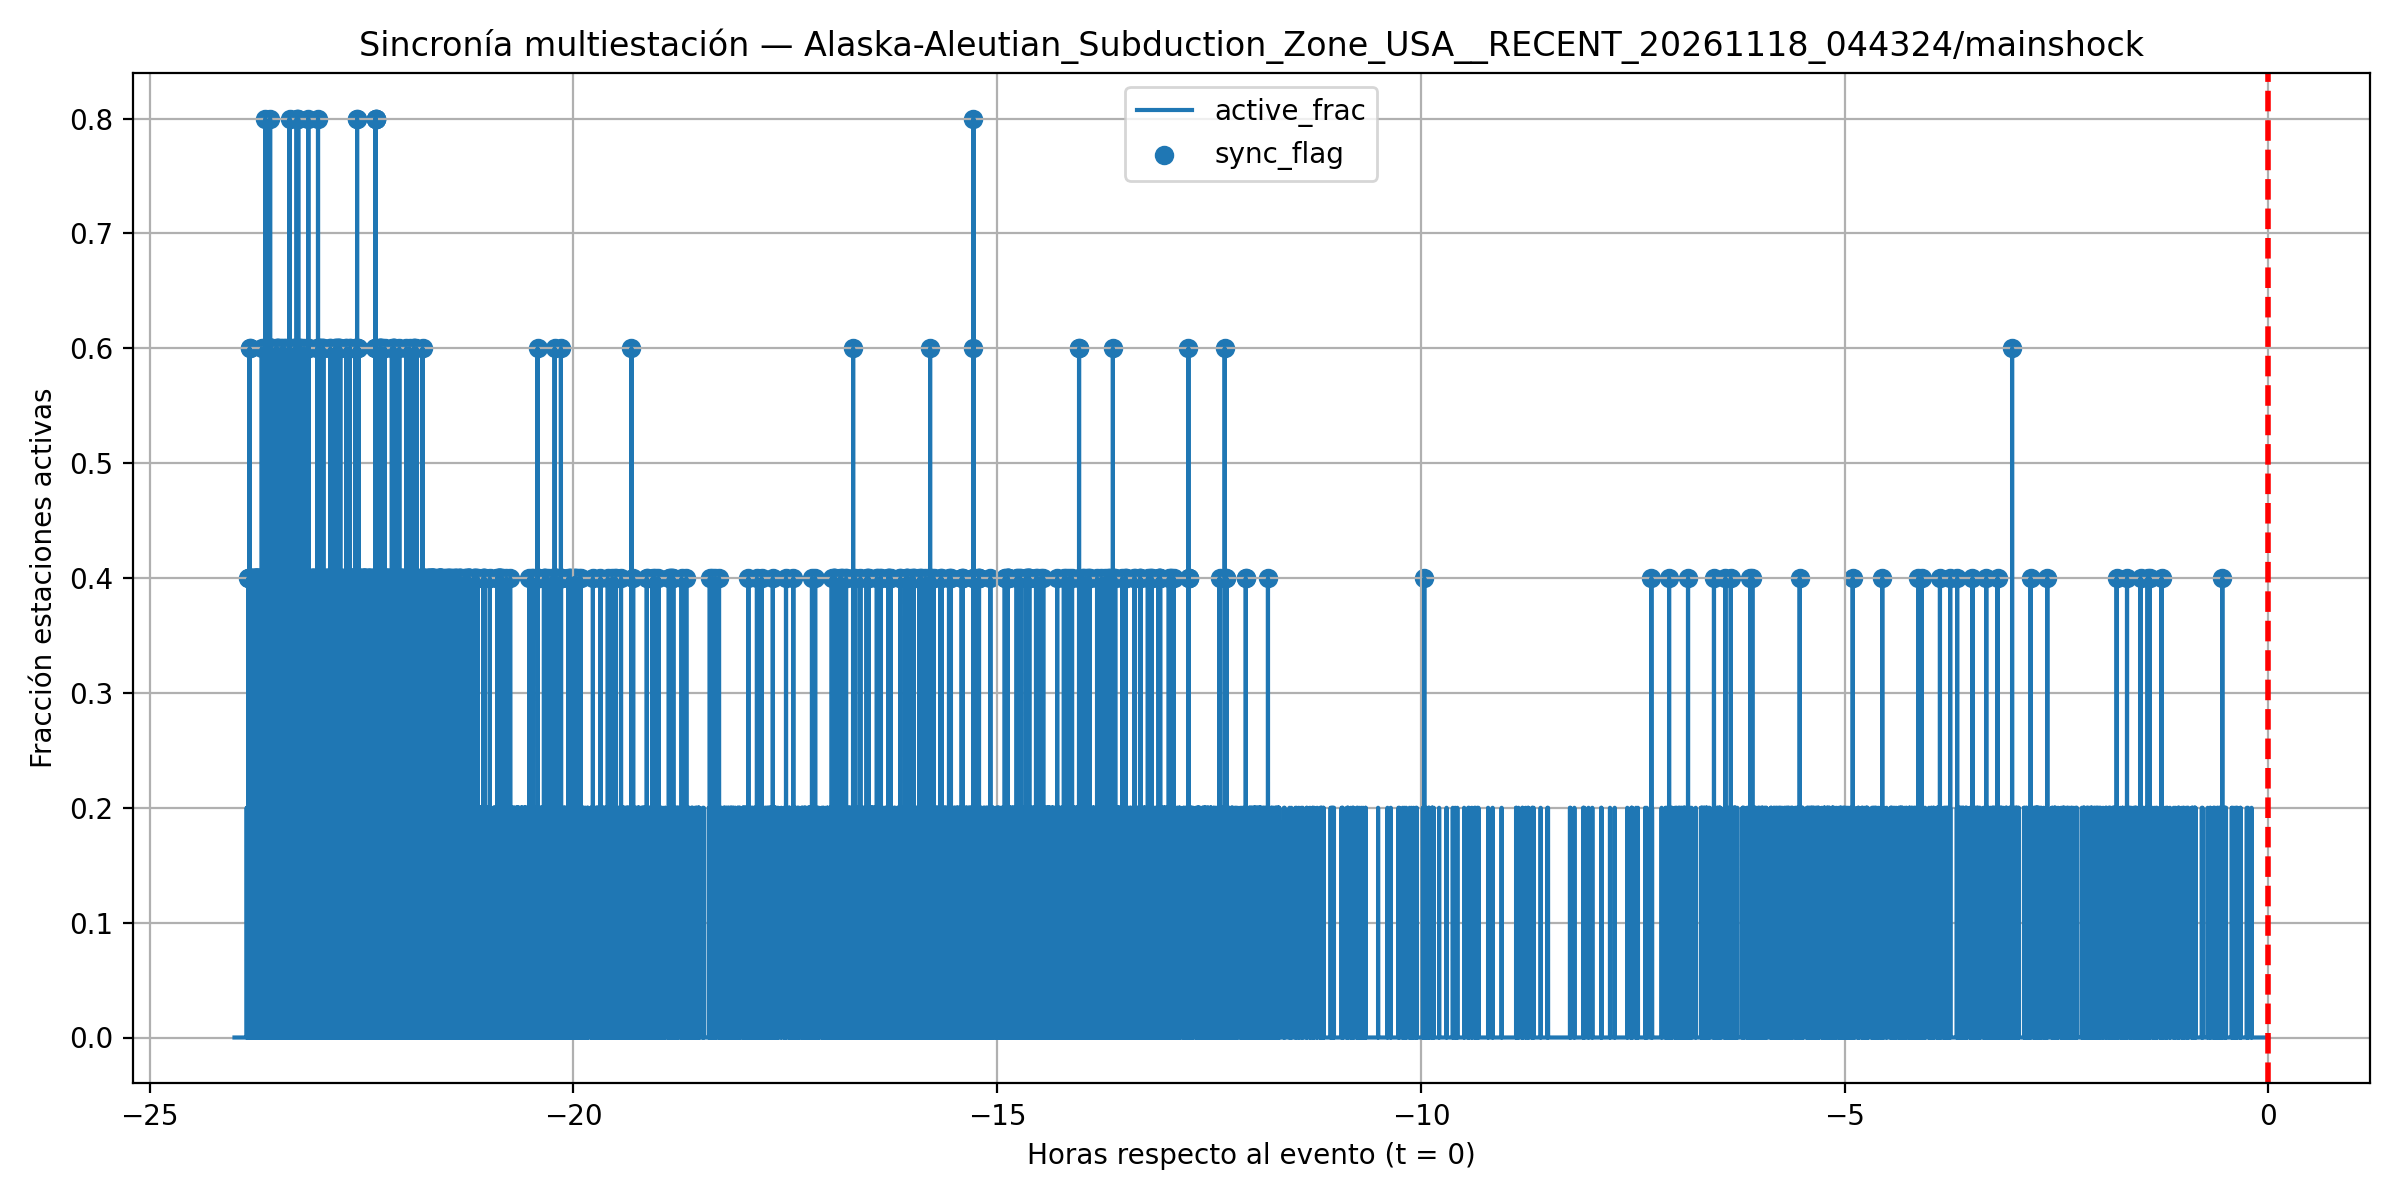 Sincronía multiestación — Alaska-Aleutian_Subduction_Zone_USA__RECENT_20261118_044324/mainshock
active_frac
sync_flag
Fracción estaciones activas
0.8
0.7
0.6
0.5
0.4
0.3
0.2
0.1
0.0
−25 −20 −15 −10 −5 0
Horas respecto al evento (t = 0)